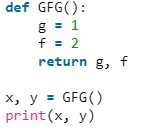 def GFG():
    g = 1
    f = 2
    return g, f
x, y = GFG()
print(x, y)